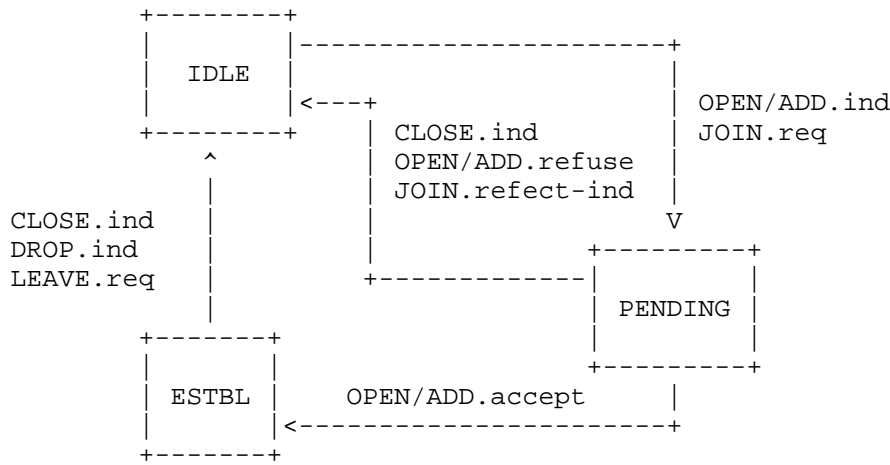 IDLE
OPEN/ADD.ind
JOIN.req
CLOSE.ind
OPEN/ADD.refuse
JOIN.refect-ind
CLOSE.ind
DROP.ind
LEAVE.req
PENDING
ESTBL
OPEN/ADD.accept